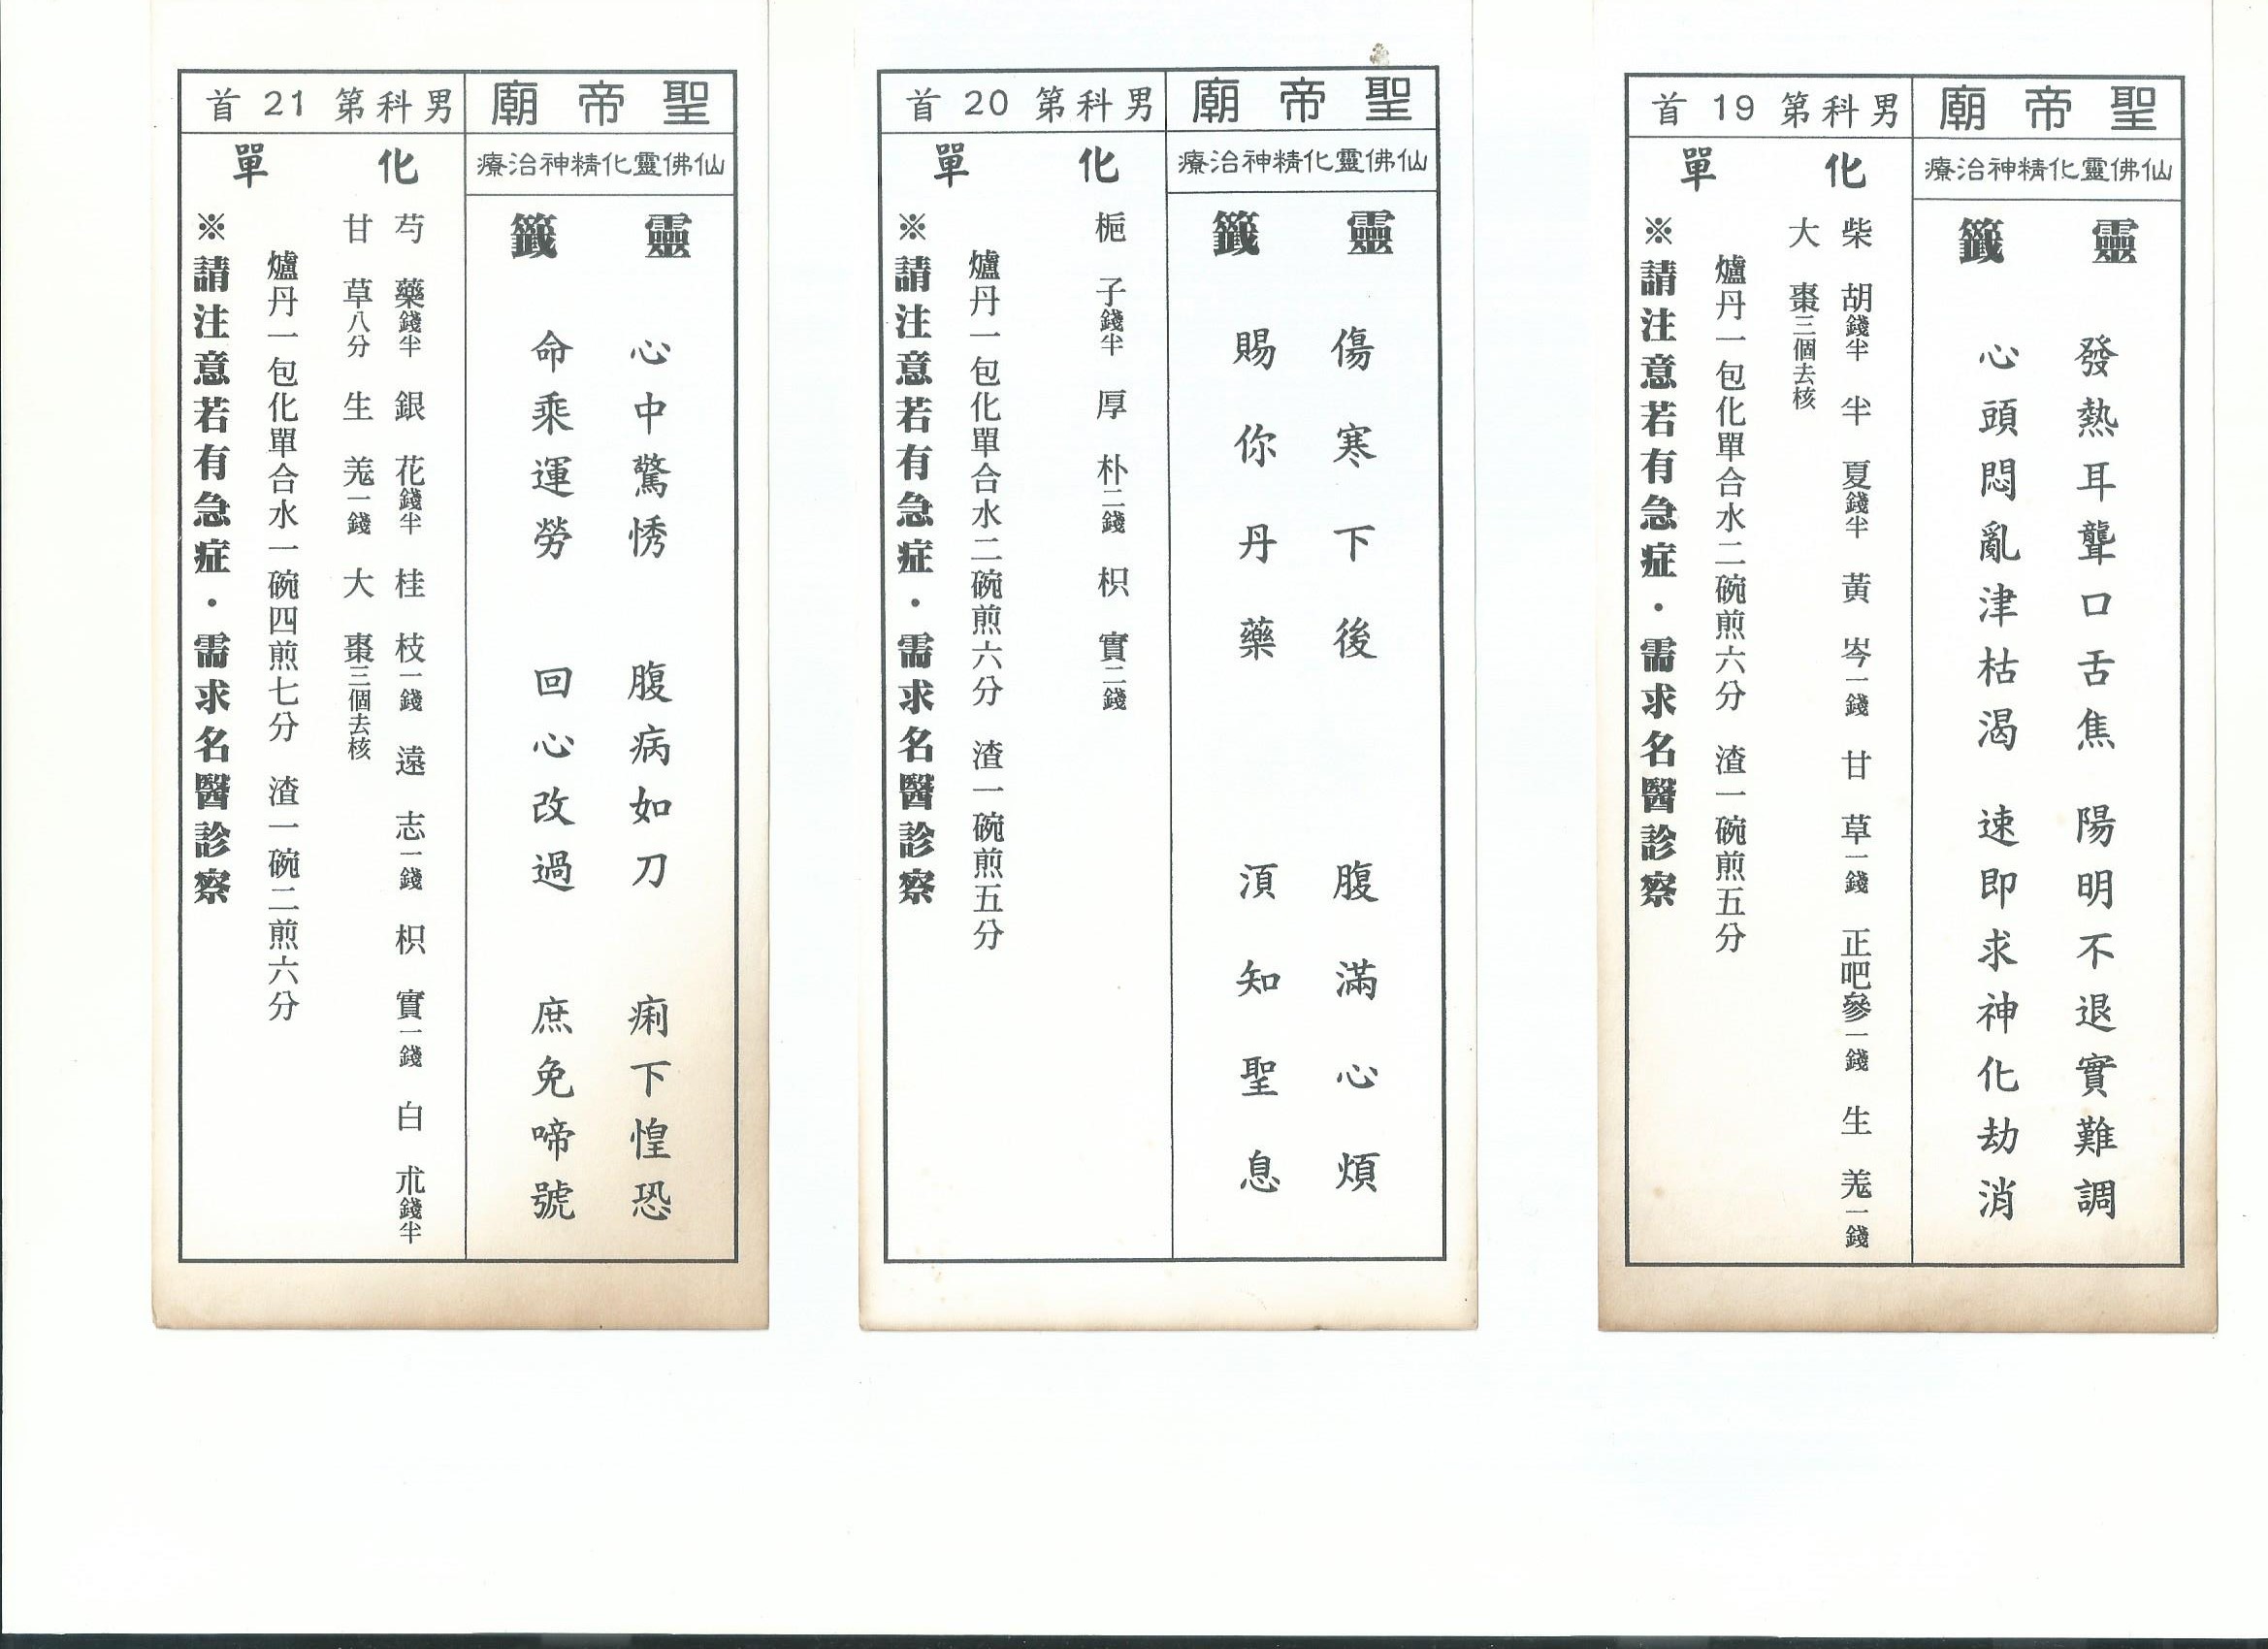 聖帝廟
男科第19首
仙佛靈化精神治療
靈籤
發熱耳聾口舌焦 陽明不退實難調
心頭悶亂津枯渴 速即求神化劫消
化單
柴胡錢半 半夏錢半 黃岑一錢 甘草一錢 正吧參一錢 生羗一錢
大棗三個去核
爐丹一包化單合水二碗煎六分 渣一碗煎五分
※請注意若有急症・需求名醫診察
聖帝廟
男科第20首
仙佛靈化精神治療
靈籤
傷寒下後 腹滿心煩
賜你丹藥 湏知聖息
化單
梔子錢半 厚朴二錢 枳實二錢
爐丹一包化單合水二碗煎六分 渣一碗煎五分
※請注意若有急症・需求名醫診察
聖帝廟
男科第21首
仙佛靈化精神治療
靈籤
心中驚悸 腹病如刀 痢下惶恐
命乘運勞 回心改過 庶免啼號
化單
芍藥錢半 銀花錢半 桂枝一錢 遠志一錢 枳實一錢 白朮錢半
甘草八分 生羗一錢 大棗三個去核
爐丹一包化單合水一碗四煎七分 渣一碗二煎六分
※請注意若有急症・需求名醫診察